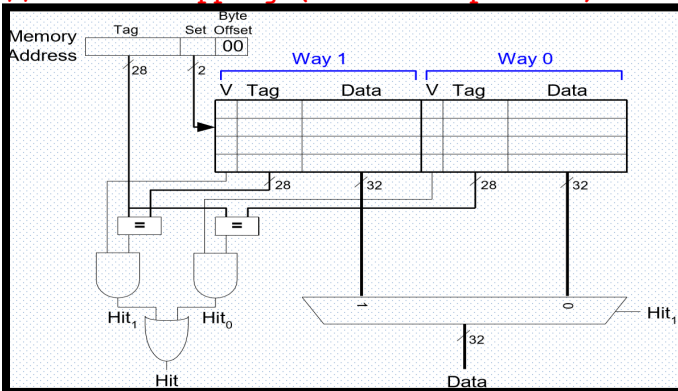 Byte
Memory Tag Set Offset
Address 00
28 2
Way 1 Way 0
V Tag Data V Tag Data
28 32 28 32
= =
1 0
Hit1 Hit0 Hit1
32
Hit Data